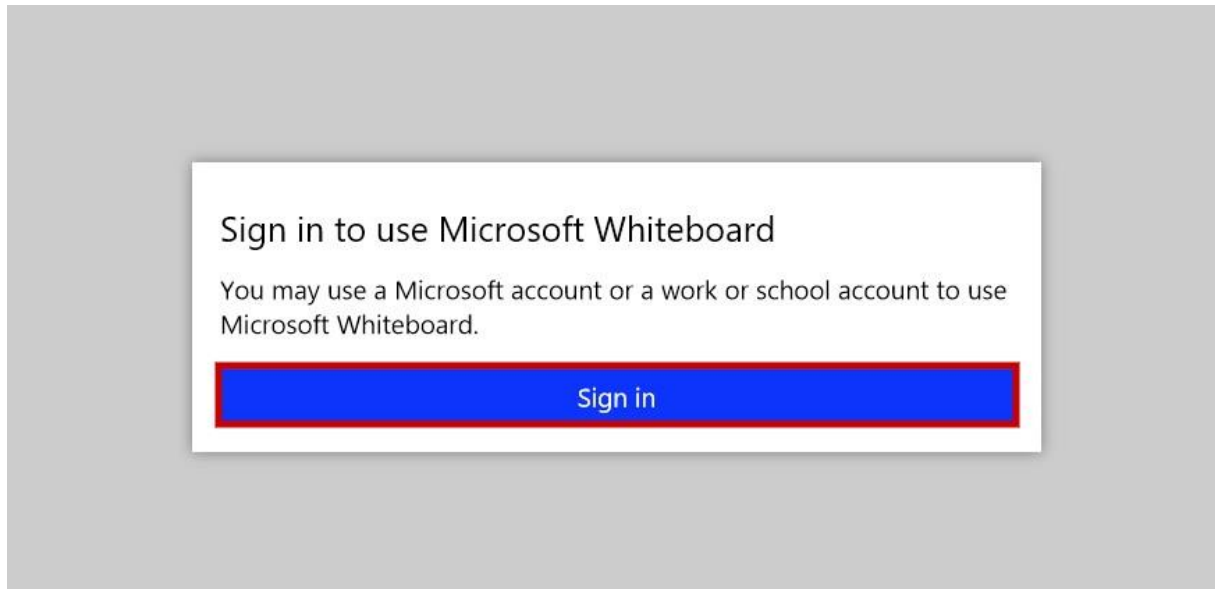 Sign in to use Microsoft Whiteboard
You may use a Microsoft account or a work or school account to use
Microsoft Whiteboard.
Sign in